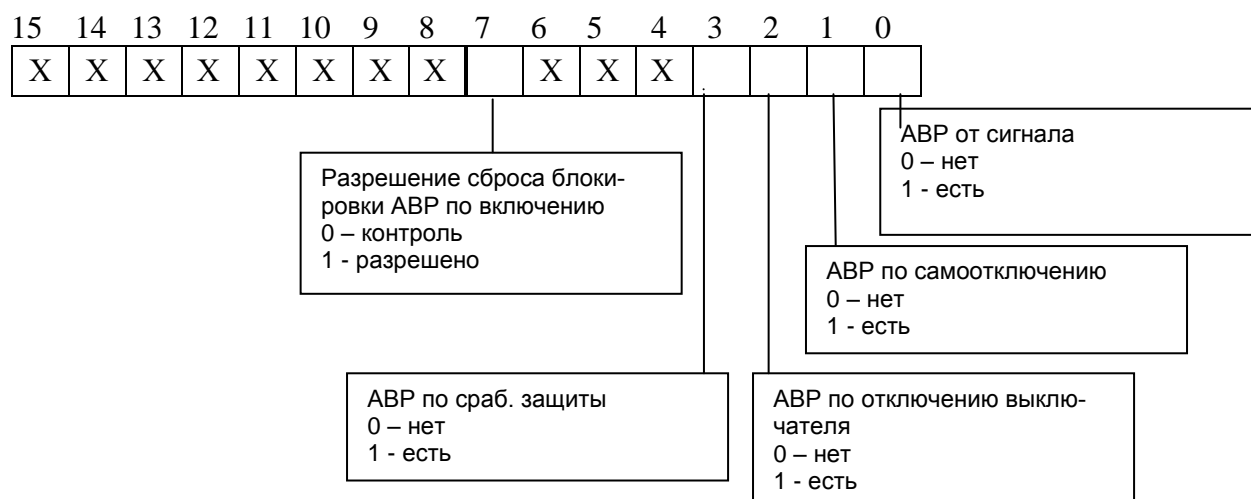 15 14 13 12 11 10 9 8 7 6 5 4 3 2 1 0
X X X X X X X X X X X
АВР от сигнала
0 – нет
1 - есть
Разрешение сброса блоки-
ровки АВР по включению
0 – контроль
1 - разрешено
АВР по самоотключению
0 – нет
1 - есть
АВР по сраб. защиты
0 – нет
1 - есть
АВР по отключению выклю-
чателя
0 – нет
1 - есть